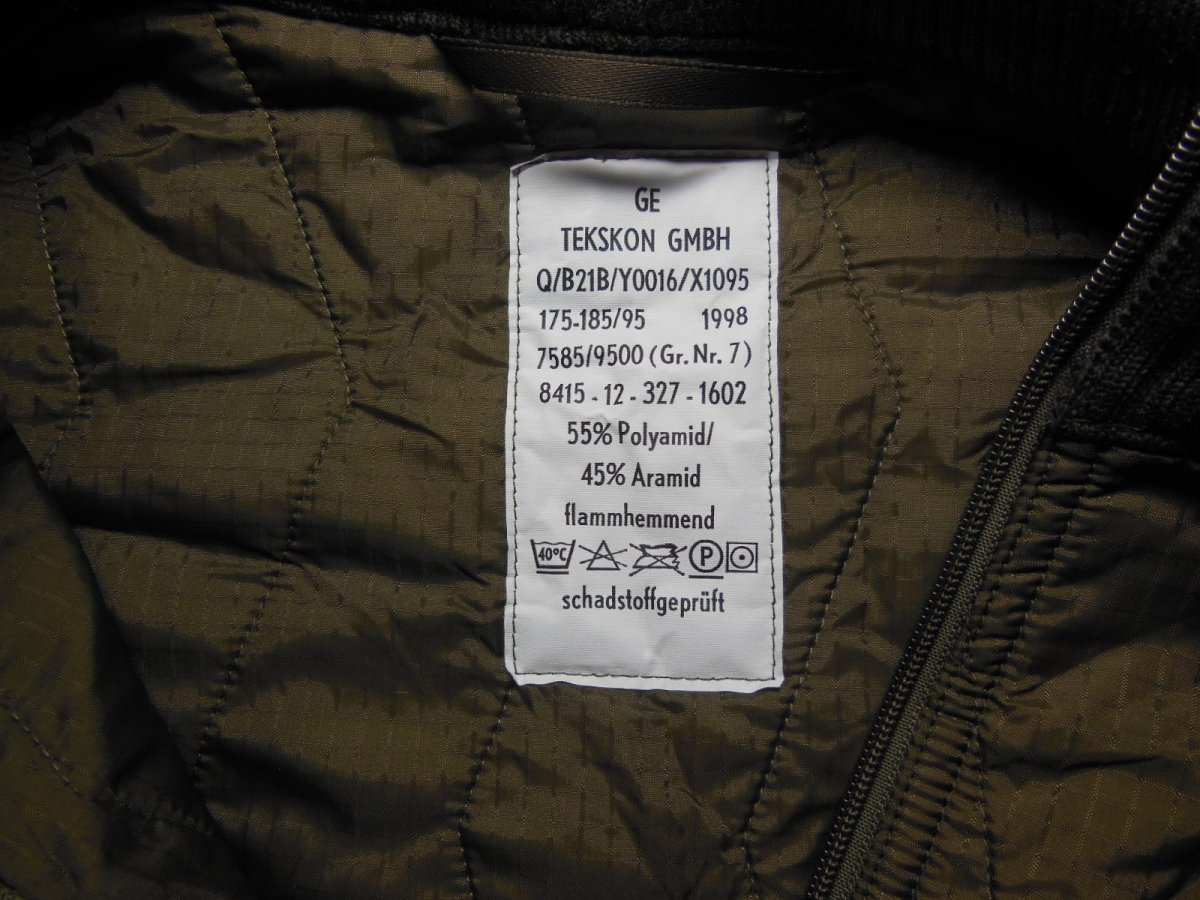 GE
TEKSKON GMBH
Q/B21B/Y0016/X1095
175-185/95 1998
7585/9500 (Gr. Nr. 7)
8415 - 12 - 327 - 1602
55% Polyamid/
45% Aramid
flammhemmend
40°C P
schadstoffgeprüft